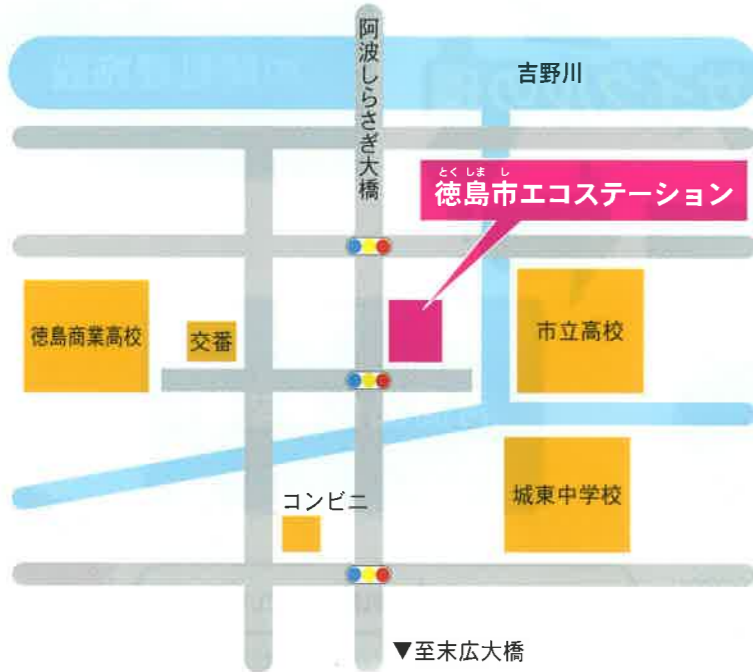 阿波しらさぎ大橋
吉野川
とくしまし
徳島市エコステーション
徳島商業高校
交番
市立高校
コンビニ
城東中学校
▼至末広大橋